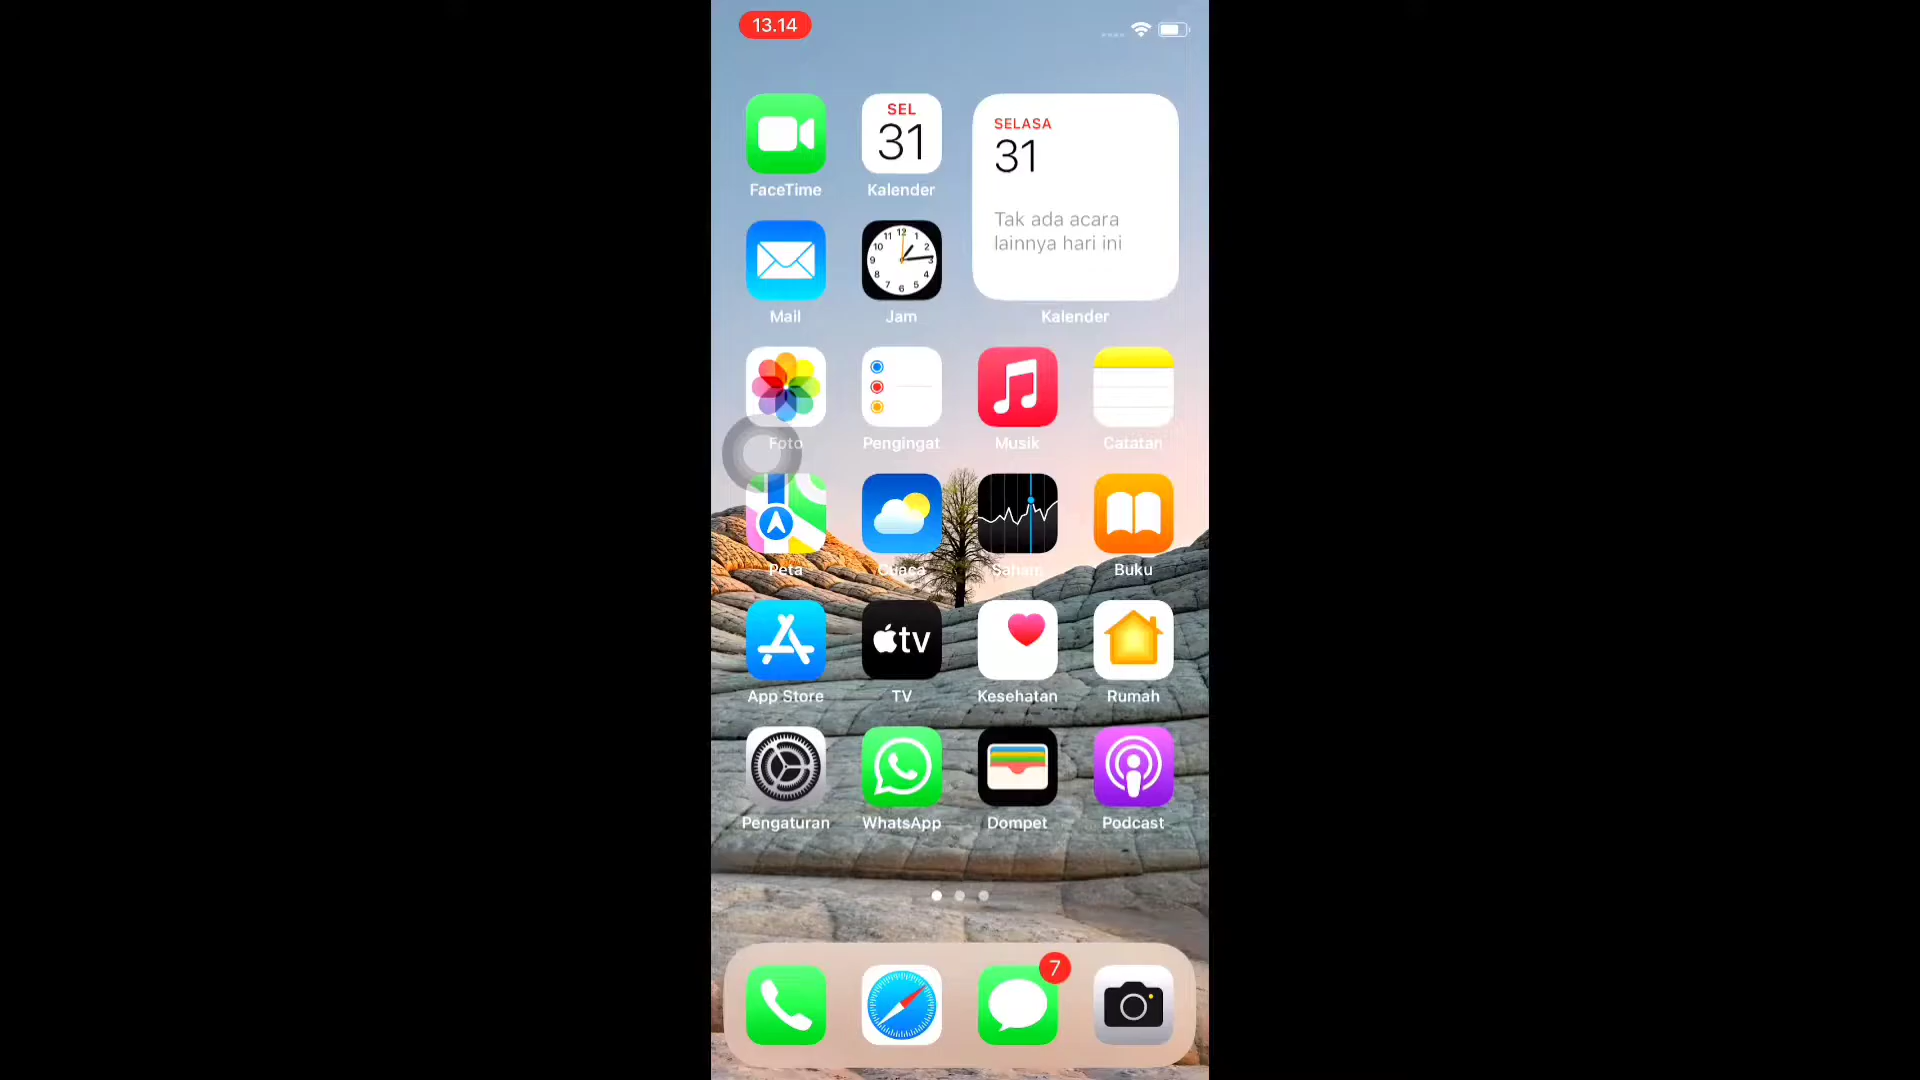 13.14
SEL
31
SELASA
31
Tak ada acara
lainnya hari ini
FaceTime
Kalender
Mail
Jam
Kalender
Foto
Pengingat
Musik
Catatan
Peta
Cuaca
Saham
Buku
tv
App Store
TV
Kesehatan
Rumah
Pengaturan
WhatsApp
Dompet
Podcast
7